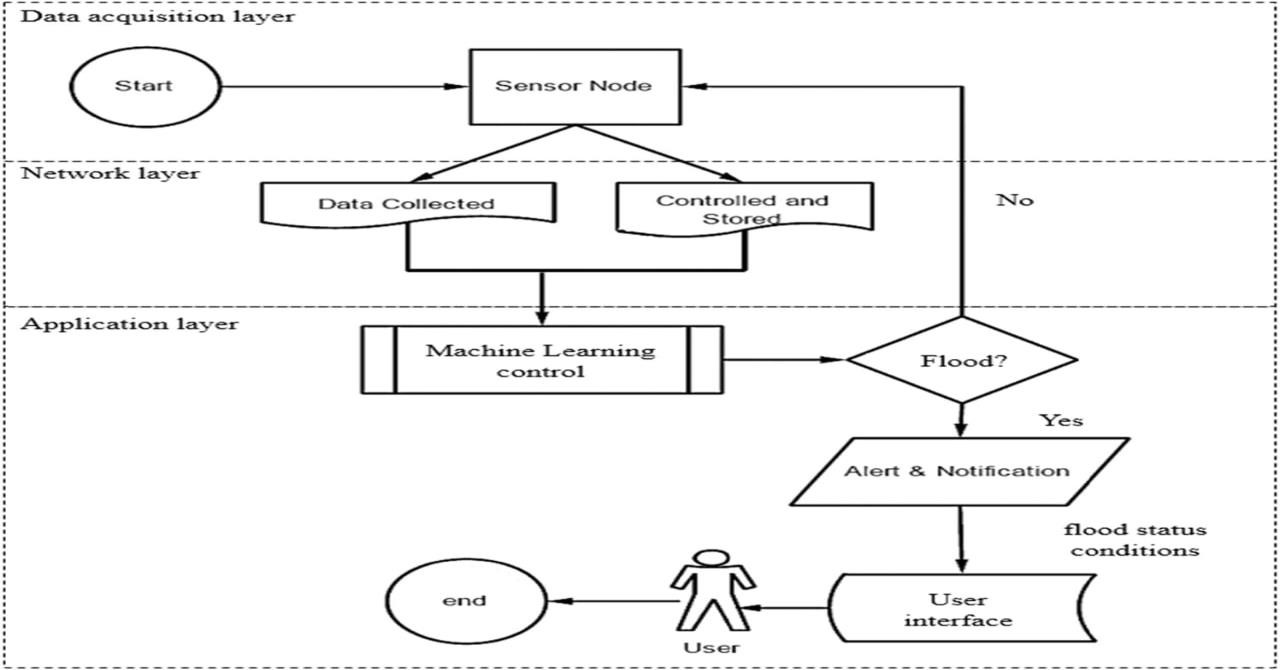 Data acquisition layer
Start
Sensor Node
Network layer
Data Collected
Controlled and
Stored
No
Application layer
Machine Learning
control
Flood?
Yes
Alert & Notification
flood status
conditions
User
interface
User
end